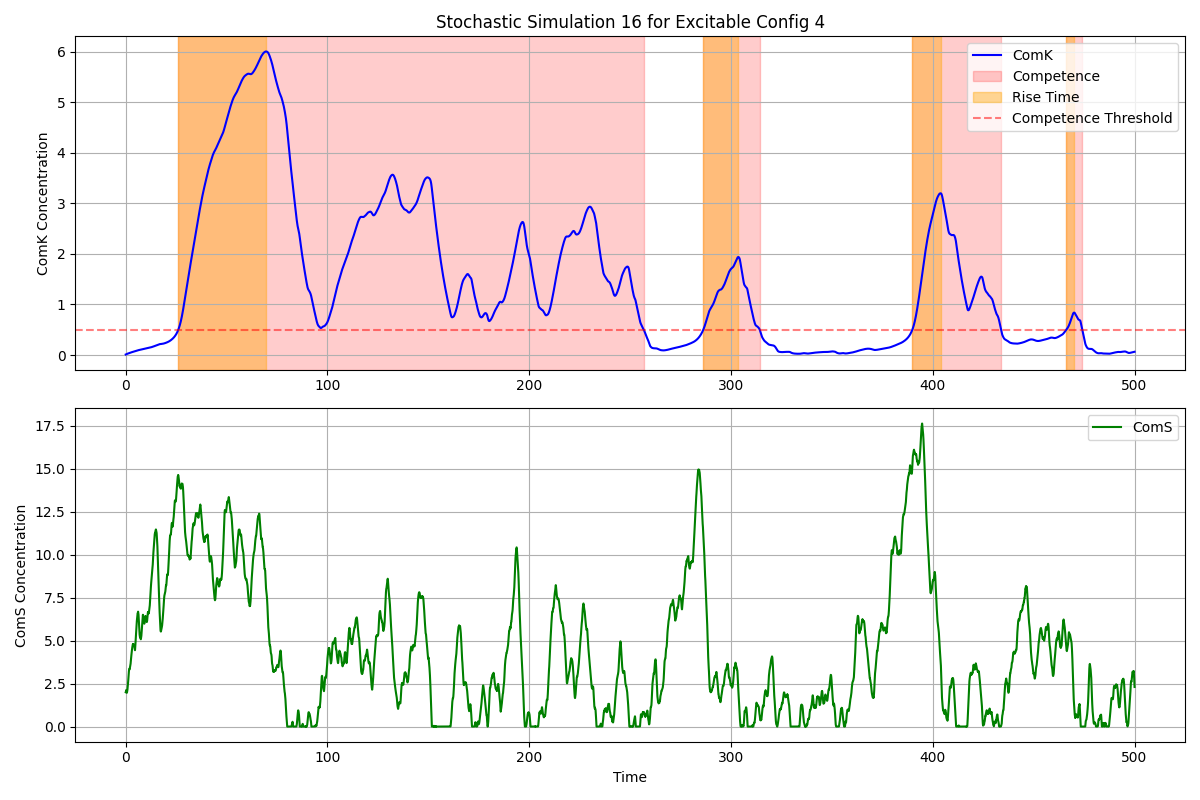 Stochastic Simulation 16 for Excitable Config 4
ComK Concentration
6
5
4
3
2
1
0
0 100 200 300 400 500
ComK
Competence
Rise Time
Competence Threshold
ComS Concentration
17.5
15.0
12.5
10.0
7.5
5.0
2.5
0.0
0 100 200 300 400 500
ComS
Time